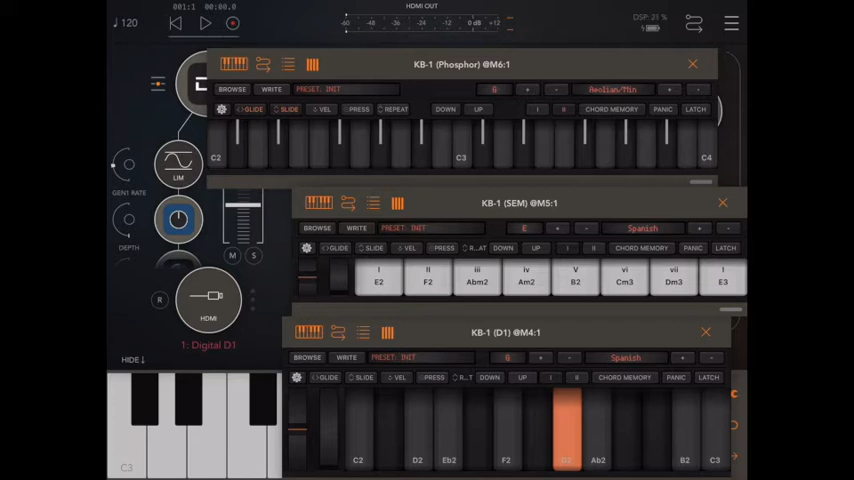 HDMI OUT
♩120
001:1 00:00.0
-60 -48 -36 -24 -12 0 dB +12
DSP: 21 %
KB-1 (Phosphor) @M6:1
BROWSE WRITE PRESET: INIT G + - Aeolian/Min + -
GLIDE SLIDE VEL PRESS REPEAT DOWN UP I II CHORD MEMORY PANIC LATCH
C2 C3 C4
LIM
GEN1 RATE
KB-1 (SEM) @M5:1
BROWSE WRITE PRESET: INIT E + - Spanish + -
GLIDE SLIDE VEL PRESS R...AT DOWN UP I II CHORD MEMORY PANIC LATCH
DEPTH
M S
I II iii iv V vi vii I
E2 F2 Abm2 Am2 B2 Cm3 Dm3 E3
R
HDMI
1: Digital D1
HIDE↓
KB-1 (D1) @M4:1
BROWSE WRITE PRESET: INIT G + - Spanish + -
GLIDE SLIDE VEL PRESS R...T DOWN UP I II CHORD MEMORY PANIC LATCH
C2 D2 Eb2 F2 G2 Ab2 B2 C3
C3